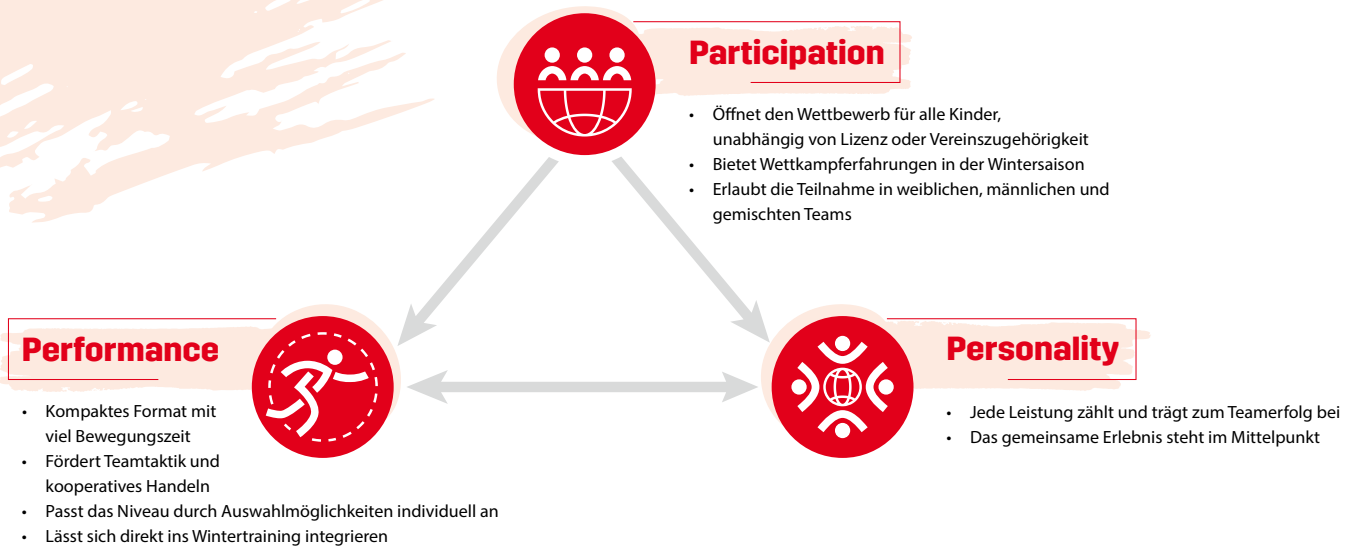 Participation
• Öffnet den Wettbewerb für alle Kinder,
unabhängig von Lizenz oder Vereinszugehörigkeit
• Bietet Wettkampferfahrungen in der Wintersaison
• Erlaubt die Teilnahme in weiblichen, männlichen und
gemischten Teams
Performance
• Kompaktes Format mit
viel Bewegungszeit
• Fördert Teamtaktik und
kooperatives Handeln
• Passt das Niveau durch Auswahlmöglichkeiten individuell an
• Lässt sich direkt ins Wintertraining integrieren
Personality
• Jede Leistung zählt und trägt zum Teamerfolg bei
• Das gemeinsame Erlebnis steht im Mittelpunkt